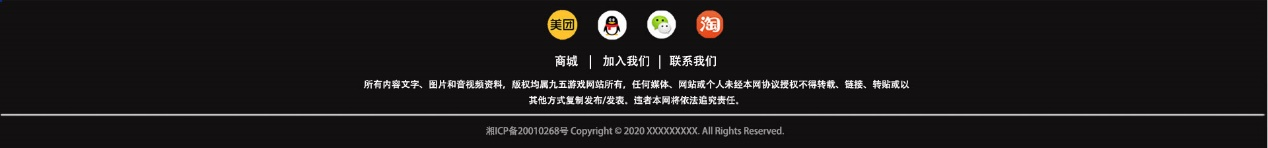 美团 淘
商城 | 加入我们 | 联系我们
所有内容文字、图片和音视频资料，版权均属九五游戏网站所有，任何媒体、网站或个人未经本网协议授权不得转载、链接、转贴或以
其他方式复制发布/发表。违者本网将依法追究责任。
湘ICP备20010268号 Copyright © 2020 XXXXXXXXX. All Rights Reserved.